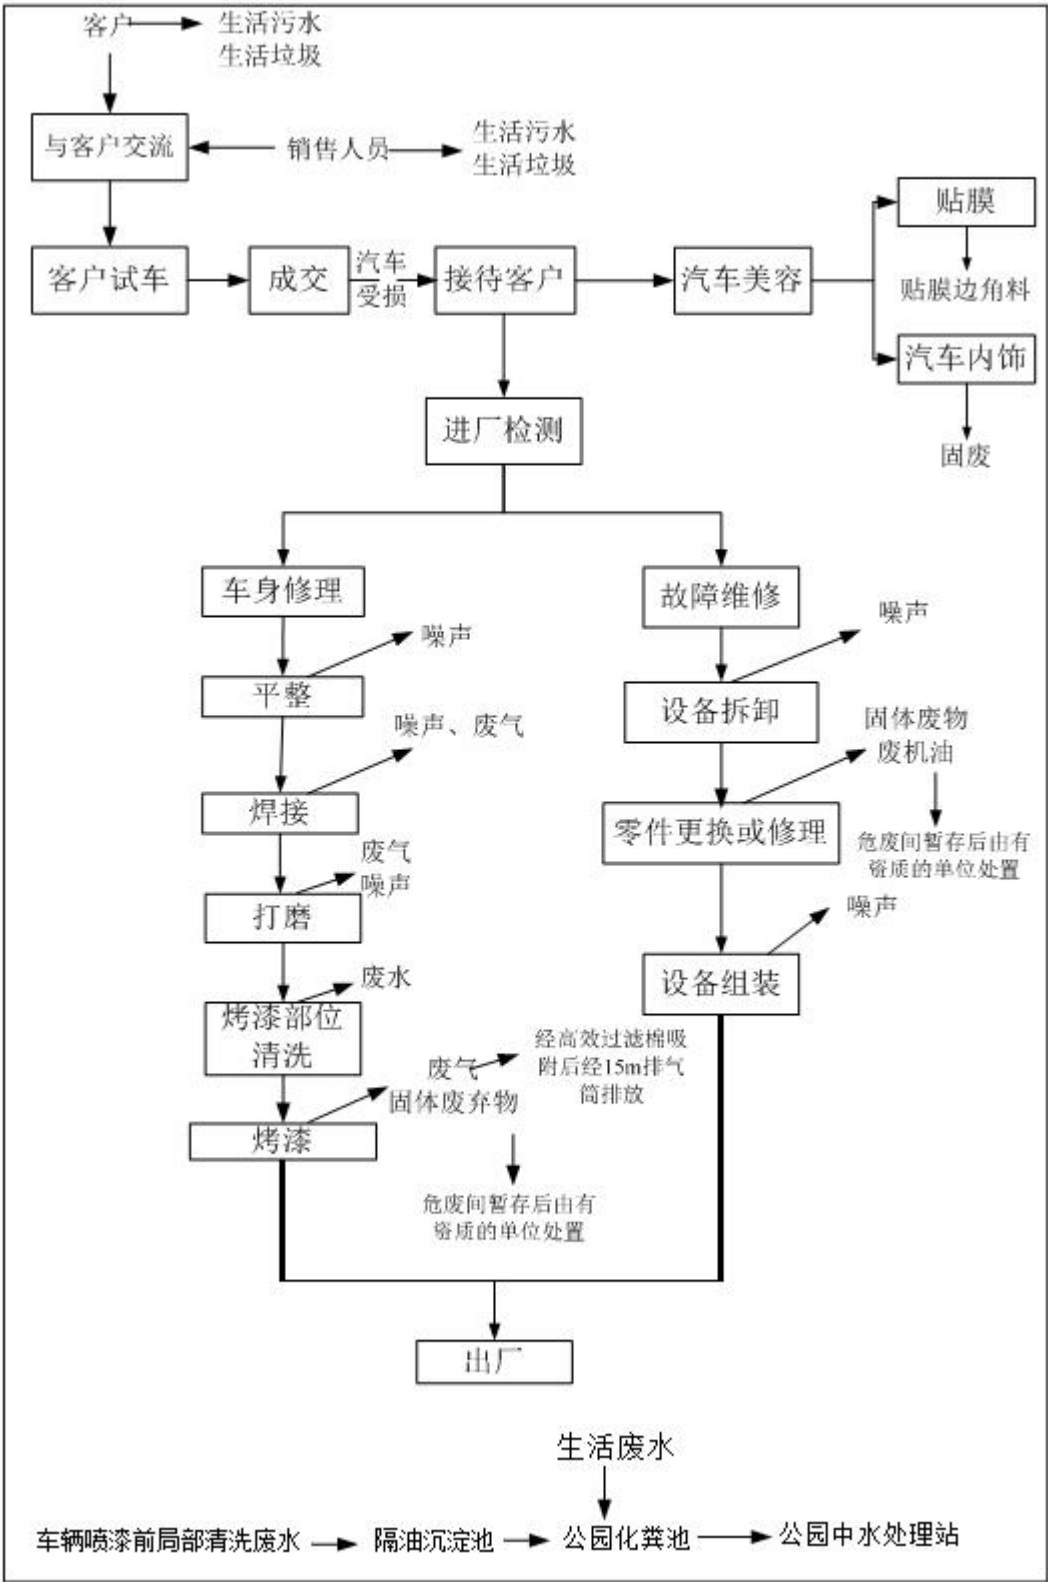 客户
生活污水
生活垃圾
与客户交流
销售人员
生活污水
生活垃圾
客户试车
成交
汽车
受损
接待客户
汽车美容
贴膜
贴膜边角料
汽车内饰
固废
进厂检测
车身修理
故障维修
噪声
平整
噪声
设备拆卸
噪声、废气
焊接
固体废物
废机油
零件更换或修理
危废间暂存后由有
资质的单位处置
废气
噪声
打磨
噪声
废水
设备组装
烤漆部位
清洗
废气
固体废弃物
经高效过滤棉吸
附后经15m排气
筒排放
烤漆
危废间暂存后由有
资质的单位处置
出厂
生活废水
车辆喷漆前局部清洗废水
隔油沉淀池
公园化粪池
公园中水处理站